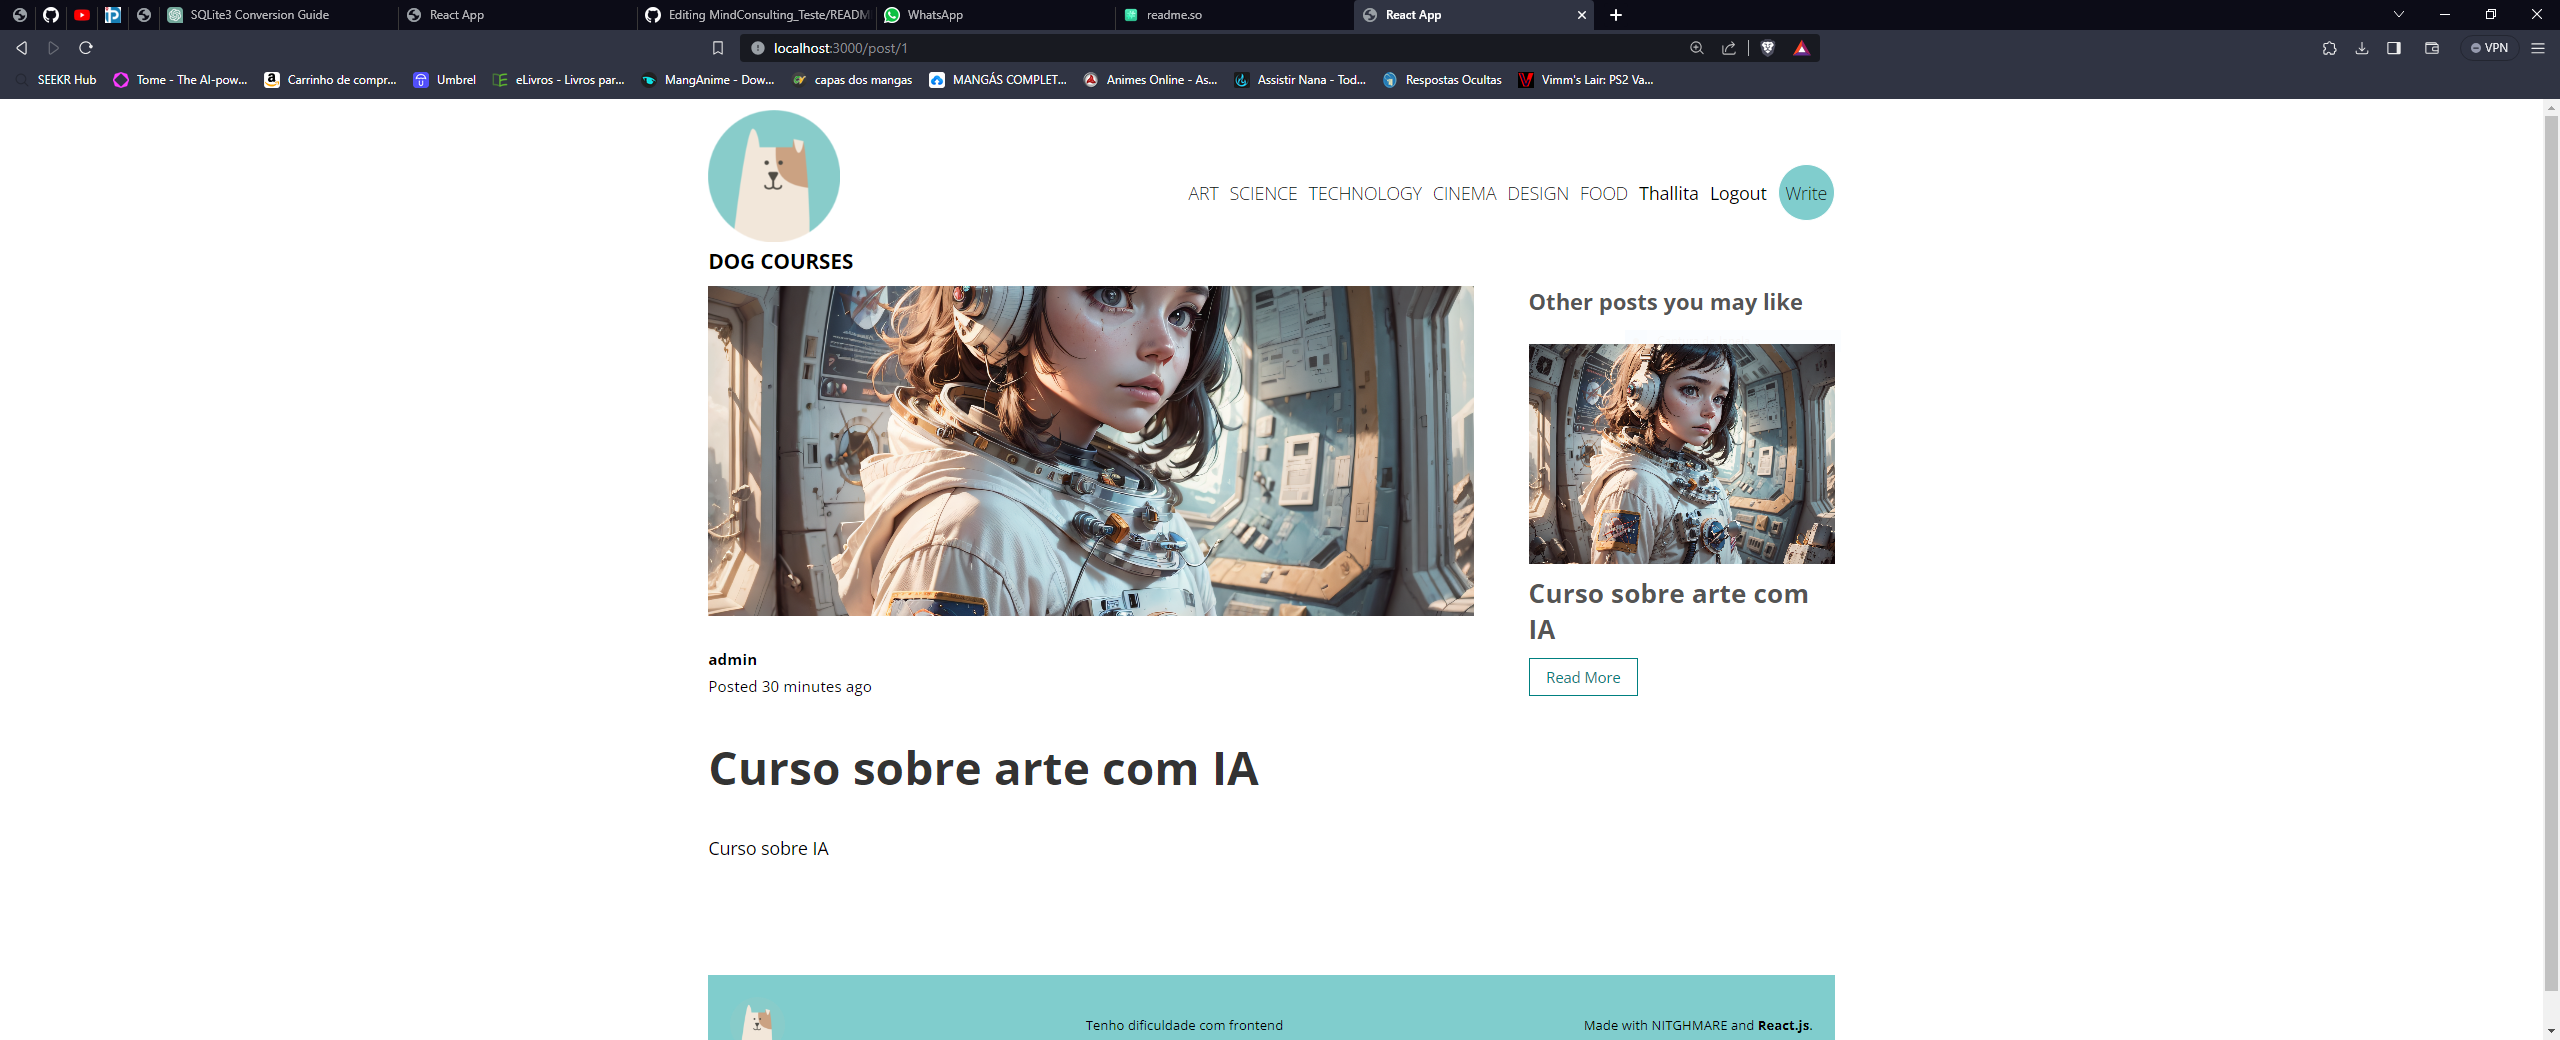 SQLite3 Conversion Guide
React App
Editing MindConsulting_Teste/READM
WhatsApp
readme.so
React App
localhost:3000/post/1
VPN
SEEKR Hub
Tome - The AI-pow...
Carrinho de compr...
Umbrel
eLivros - Livros par...
MangAnime - Dow...
capas dos mangas
MANGÁS COMPLET...
Animes Online - As...
Assistir Nana - Tod...
Respostas Ocultas
Vimm's Lair: PS2 Va...
ART SCIENCE TECHNOLOGY CINEMA DESIGN FOOD Thallita Logout Write
DOG COURSES
Other posts you may like
Curso sobre arte com
IA
Read More
admin
Posted 30 minutes ago
Curso sobre arte com IA
Curso sobre IA
Tenho dificuldade com frontend
Made with NITGHMARE and React.js.